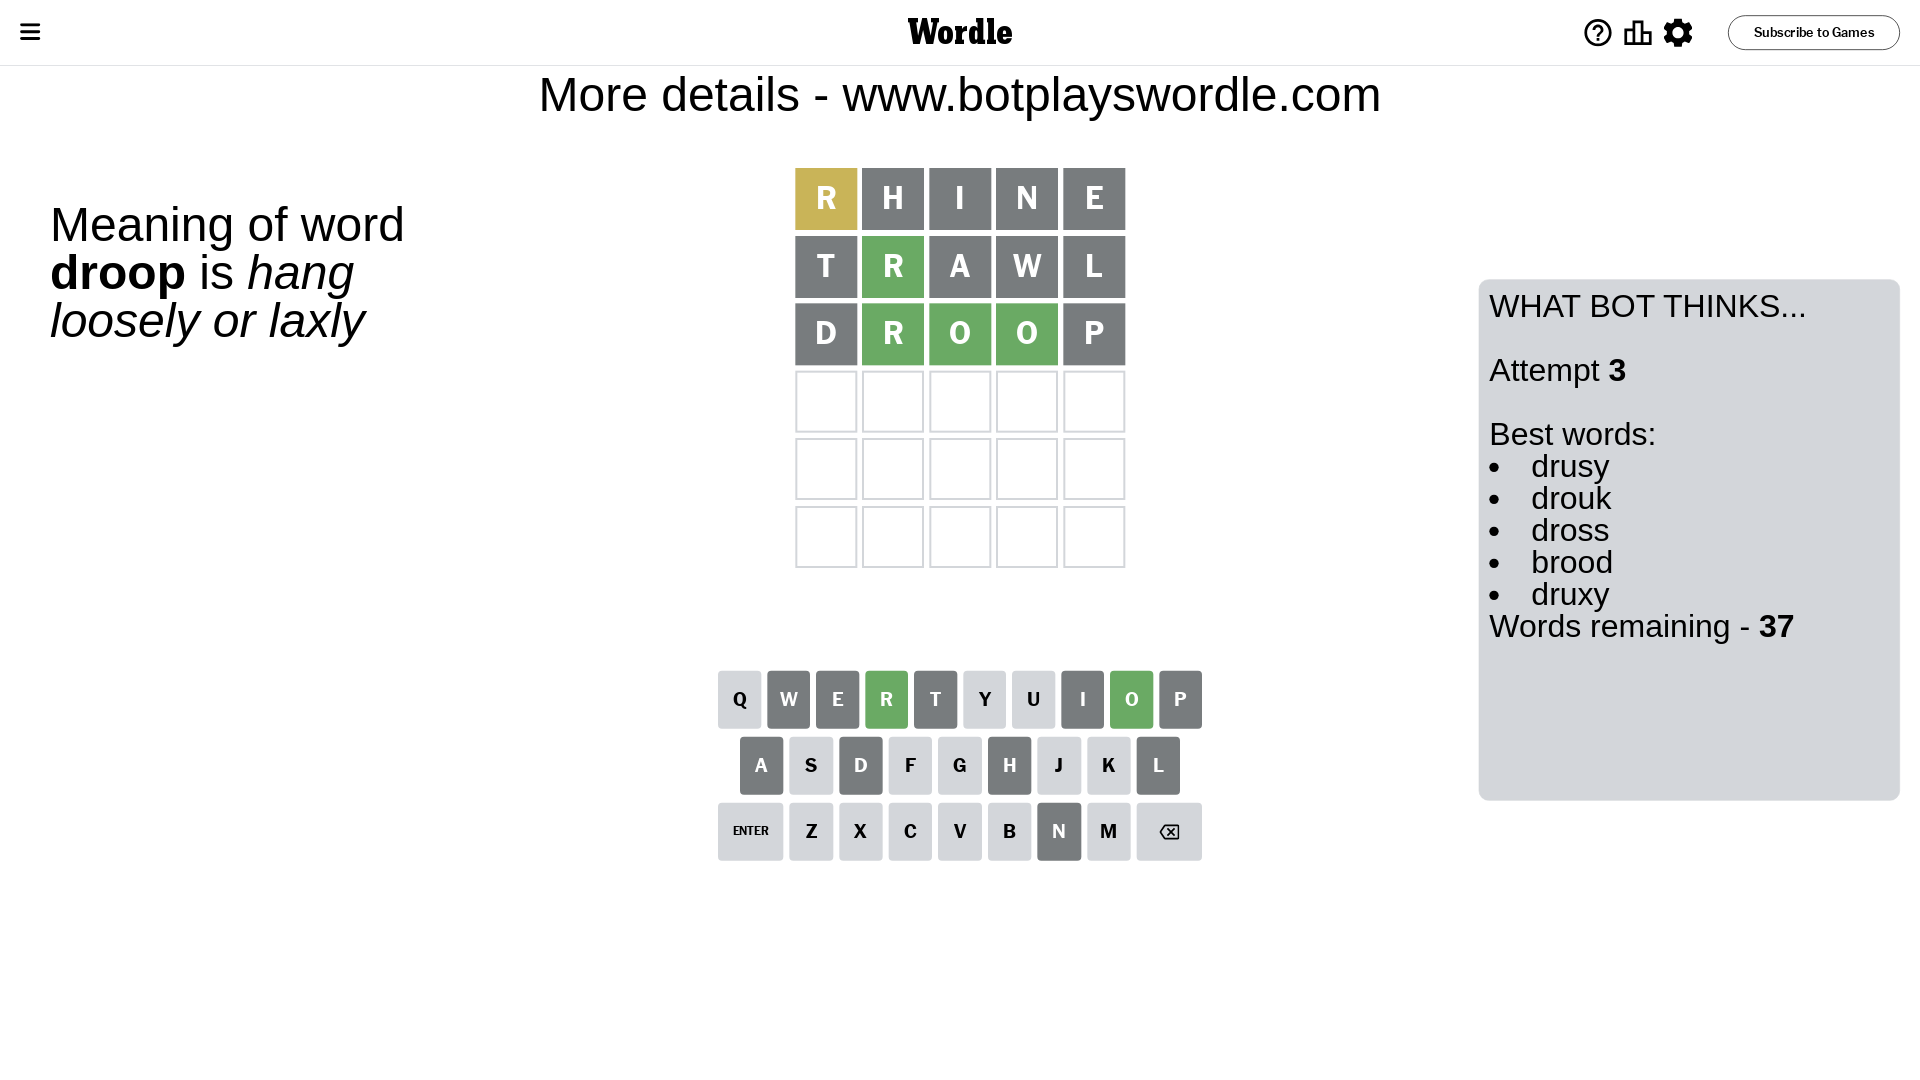 Wordle
Subscribe to Games
More details - www.botplayswordle.com
Meaning of word
droop is hang
loosely or laxly
R H I N E
T R A W L
D R O O P
WHAT BOT THINKS...
Attempt 3
Best words:
• drusy
• drouk
• dross
• brood
• druxy
Words remaining - 37
Q W E R T Y U I O P
A S D F G H J K L
ENTER Z X C V B N M